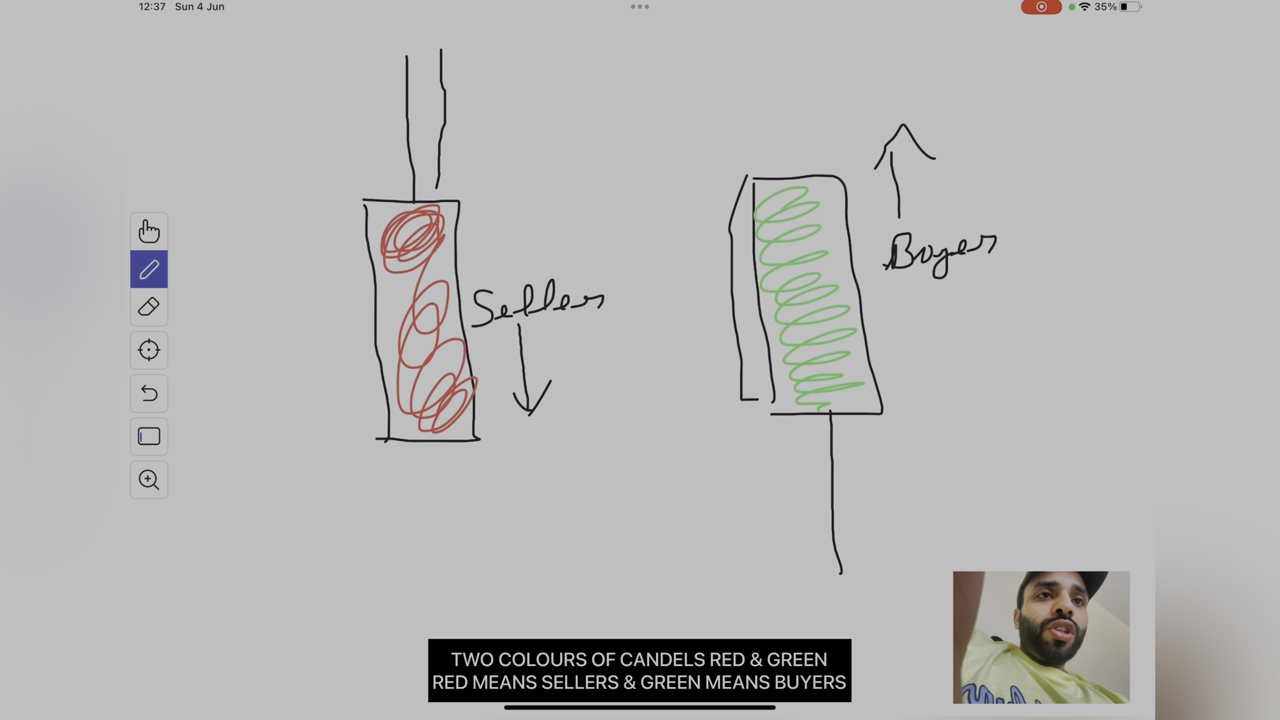 12:37 Sun 4 Jun
35%
Sellers
Buyers
TWO COLOURS OF CANDELS RED & GREEN
RED MEANS SELLERS & GREEN MEANS BUYERS